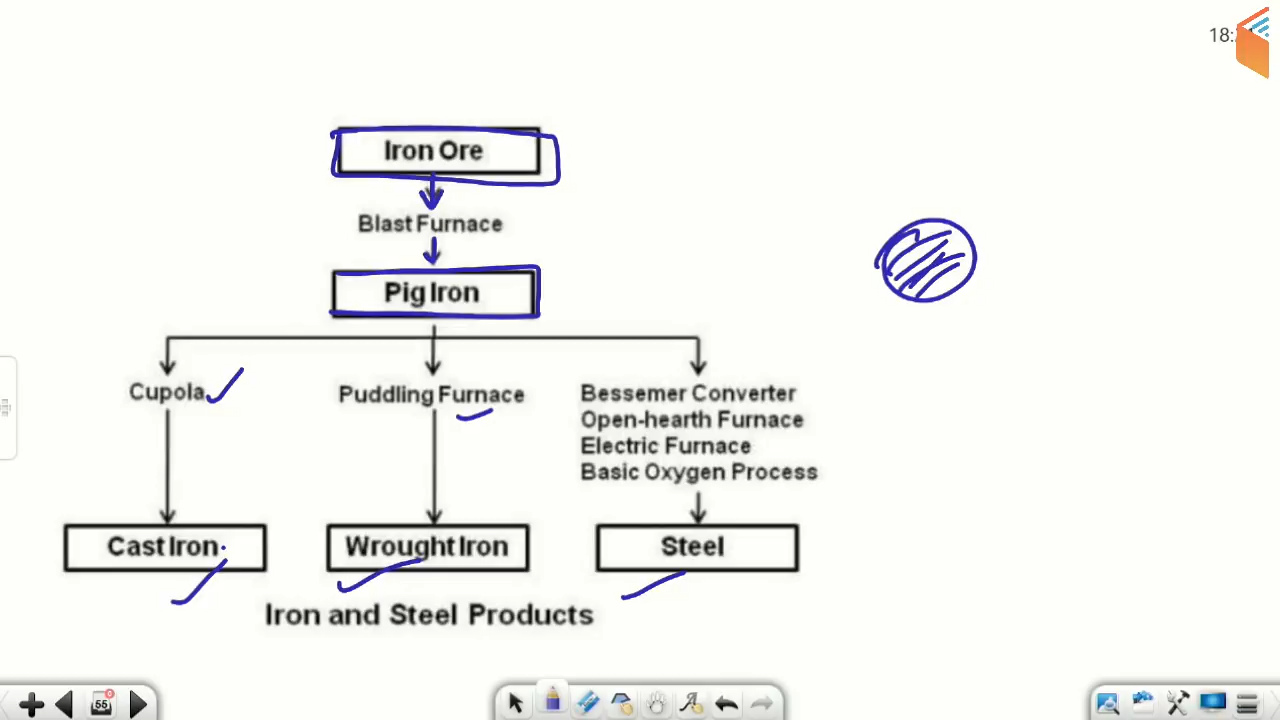 Iron Ore
Blast Furnace
Pig Iron
Cupola
Puddling Furnace
Bessemer Converter
Open-hearth Furnace
Electric Furnace
Basic Oxygen Process
Cast Iron
Wrought Iron
Steel
Iron and Steel Products
55